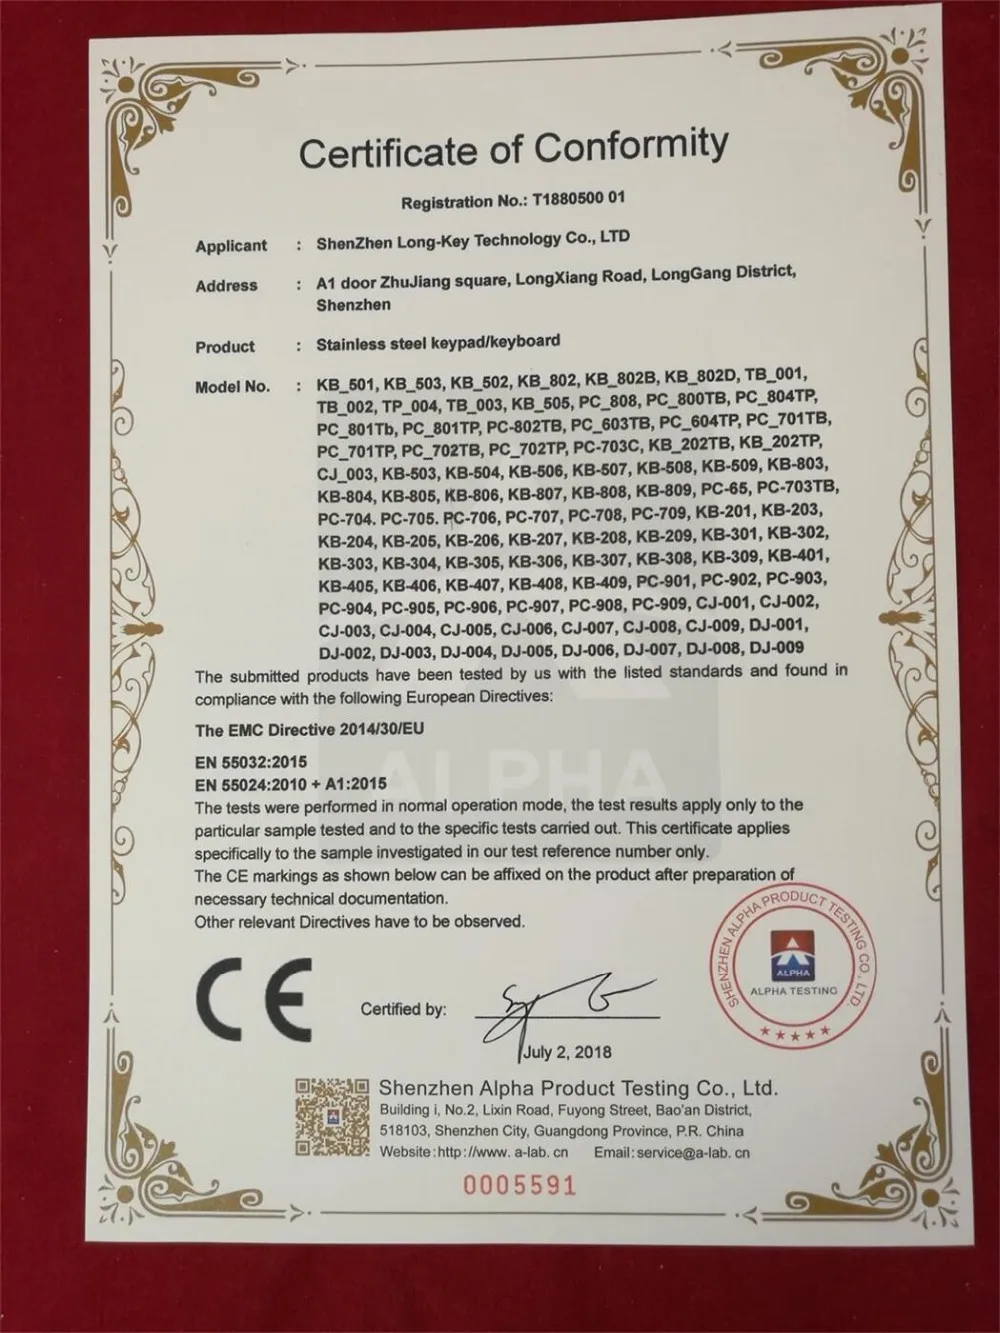 Certificate of Conformity
Registration No.: T1880500 01
Applicant : ShenZhen Long-Key Technology Co., LTD
Address : A1 door ZhuJiang square, LongXiang Road, LongGang District,
Shenzhen
Product : Stainless steel keypad/keyboard
Model No. : KB_501, KB_503, KB_502, KB_802, KB_802B, KB_802D, TB_001,
TB_002, TP_004, TB_003, KB_505, PC_808, PC_800TB, PC_804TP,
PC_801Tb, PC_801TP, PC-802TB, PC_603TB, PC_604TP, PC_701TB,
PC_701TP, PC_702TB, PC_702TP, PC-703C, KB_202TB, KB_202TP,
CJ_003, KB-503, KB-504, KB-506, KB-507, KB-508, KB-509, KB-803,
KB-804, KB-805, KB-806, KB-807, KB-808, KB-809, PC-65, PC-703TB,
PC-704. PC-705. PC-706, PC-707, PC-708, PC-709, KB-201, KB-203,
KB-204, KB-205, KB-206, KB-207, KB-208, KB-209, KB-301, KB-302,
KB-303, KB-304, KB-305, KB-306, KB-307, KB-308, KB-309, KB-401,
KB-405, KB-406, KB-407, KB-408, KB-409, PC-901, PC-902, PC-903,
PC-904, PC-905, PC-906, PC-907, PC-908, PC-909, CJ-001, CJ-002,
CJ-003, CJ-004, CJ-005, CJ-006, CJ-007, CJ-008, CJ-009, DJ-001,
DJ-002, DJ-003, DJ-004, DJ-005, DJ-006, DJ-007, DJ-008, DJ-009
The submitted products have been tested by us with the listed standards and found in
compliance with the following European Directives:
The EMC Directive 2014/30/EU
EN 55032:2015
EN 55024:2010 + A1:2015
ALPHA
The tests were performed in normal operation mode, the test results apply only to the
particular sample tested and to the specific tests carried out. This certificate applies
specifically to the sample investigated in our test reference number only.
The CE markings as shown below can be affixed on the product after preparation of
necessary technical documentation.
Other relevant Directives have to be observed.
CE
Certified by:
July 2, 2018
SHENZHEN ALPHA PRODUCT TESTING CO., LTD.
ALPHA
ALPHA TESTING
Shenzhen Alpha Product Testing Co., Ltd.
Building i, No.2, Lixin Road, Fuyong Street, Bao'an District,
518103, Shenzhen City, Guangdong Province, P.R. China
Website:http://www. a-lab. cn Email:service@a-lab. cn
0005591